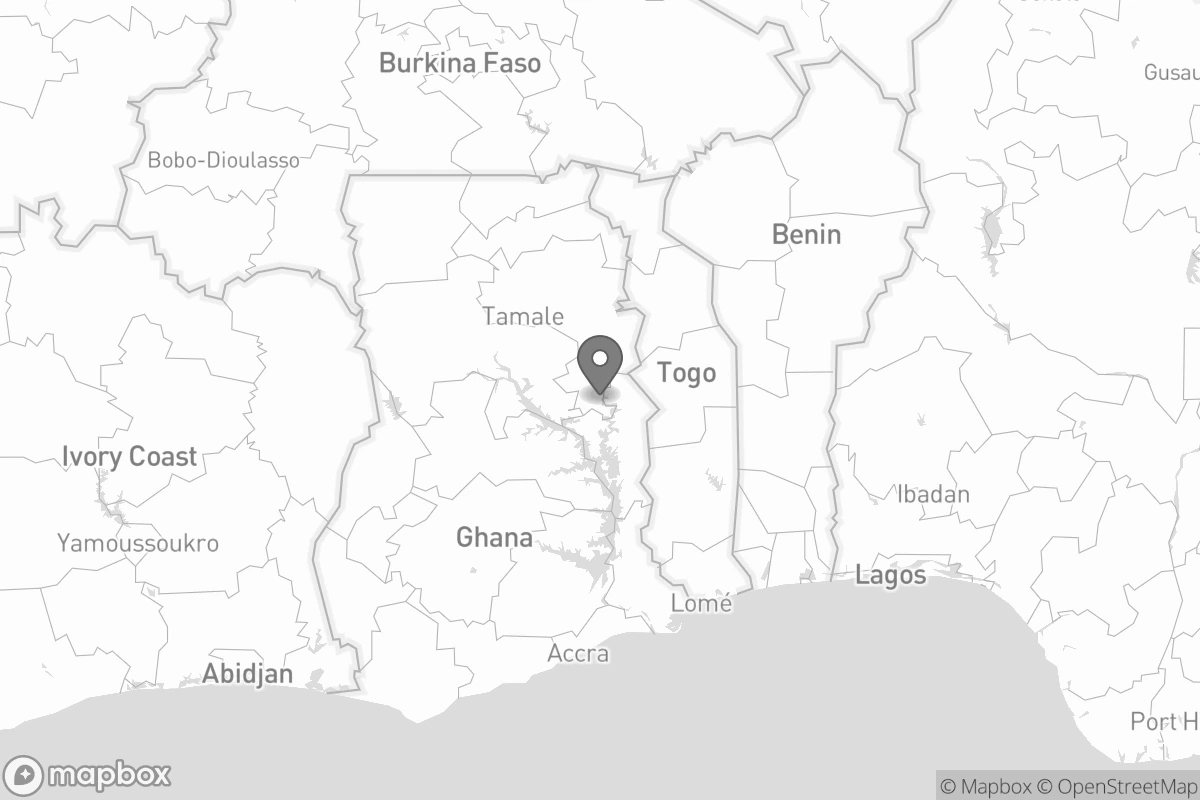 Burkina Faso
Gusau
Bobo-Dioulasso
Benin
Tamale
Togo
Ivory Coast
Ibadan
Ghana
Yamoussoukro
Lagos
Lomé
Accra
Abidjan
Port H
mapbox
© Mapbox © OpenStreetMap